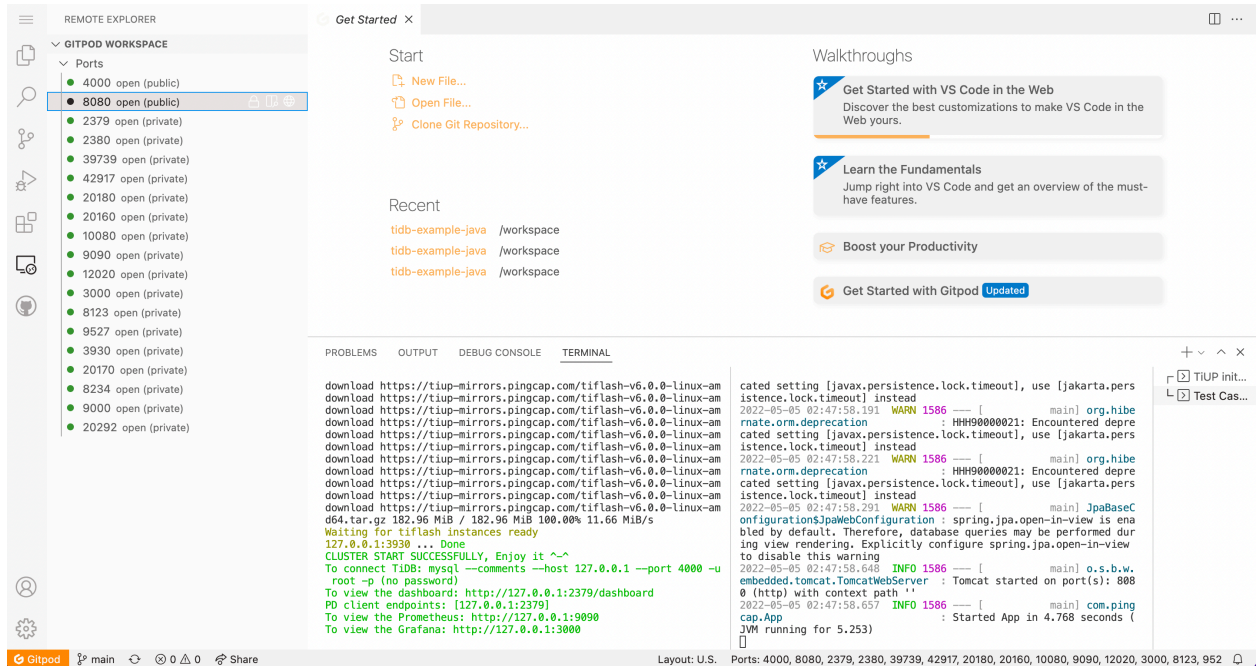 REMOTE EXPLORER
GITPOD WORKSPACE
Ports
4000 open (public)
8080 open (public)
2379 open (private)
2380 open (private)
39739 open (private)
42917 open (private)
20180 open (private)
20160 open (private)
10080 open (private)
9090 open (private)
12020 open (private)
3000 open (private)
8123 open (private)
9527 open (private)
3930 open (private)
20170 open (private)
8234 open (private)
9000 open (private)
20292 open (private)
Get Started
Start
New File...
Open File...
Clone Git Repository...
Recent
tidb-example-java /workspace
tidb-example-java /workspace
tidb-example-java /workspace
Walkthroughs
Get Started with VS Code in the Web
Discover the best customizations to make VS Code in the
Web yours.
Learn the Fundamentals
Jump right into VS Code and get an overview of the must-
have features.
Boost your Productivity
Get Started with Gitpod Updated
PROBLEMS OUTPUT DEBUG CONSOLE TERMINAL
download https://tiup-mirrors.pingcap.com/tiflash-v6.0.0-linux-am
download https://tiup-mirrors.pingcap.com/tiflash-v6.0.0-linux-am
download https://tiup-mirrors.pingcap.com/tiflash-v6.0.0-linux-am
download https://tiup-mirrors.pingcap.com/tiflash-v6.0.0-linux-am
download https://tiup-mirrors.pingcap.com/tiflash-v6.0.0-linux-am
download https://tiup-mirrors.pingcap.com/tiflash-v6.0.0-linux-am
download https://tiup-mirrors.pingcap.com/tiflash-v6.0.0-linux-am
download https://tiup-mirrors.pingcap.com/tiflash-v6.0.0-linux-am
download https://tiup-mirrors.pingcap.com/tiflash-v6.0.0-linux-am
download https://tiup-mirrors.pingcap.com/tiflash-v6.0.0-linux-am
download https://tiup-mirrors.pingcap.com/tiflash-v6.0.0-linux-am
d64.tar.gz 182.96 MiB / 182.96 MiB 100.00% 11.66 MiB/s
Waiting for tiflash instances ready
127.0.0.1:3930 ... Done
CLUSTER START SUCCESSFULLY, Enjoy it ^-^
To connect TiDB: mysql --comments --host 127.0.0.1 --port 4000 -u
root -p (no password)
To view the dashboard: http://127.0.0.1:2379/dashboard
PD client endpoints: [127.0.0.1:2379]
To view the Prometheus: http://127.0.0.1:9090
To view the Grafana: http://127.0.0.1:3000
cated setting [javax.persistence.lock.timeout], use [jakarta.pers
istence.lock.timeout] instead
2022-05-05 02:47:58.191 WARN 1586 --- [ main] org.hibe
rnate.orm.deprecation : HHH90000021: Encountered depre
cated setting [javax.persistence.lock.timeout], use [jakarta.pers
istence.lock.timeout] instead
2022-05-05 02:47:58.221 WARN 1586 --- [ main] org.hibe
rnate.orm.deprecation : HHH90000021: Encountered depre
cated setting [javax.persistence.lock.timeout], use [jakarta.pers
istence.lock.timeout] instead
2022-05-05 02:47:58.291 WARN 1586 --- [ main] JpaBaseC
onfiguration$JpaWebConfiguration : spring.jpa.open-in-view is ena
bled by default. Therefore, database queries may be performed dur
ing view rendering. Explicitly configure spring.jpa.open-in-view
to disable this warning
2022-05-05 02:47:58.648 INFO 1586 --- [ main] o.s.b.w.
embedded.tomcat.TomcatWebServer : Tomcat started on port(s): 808
0 (http) with context path ''
2022-05-05 02:47:58.657 INFO 1586 --- [ main] com.ping
cap.App : Started App in 4.768 seconds (
JVM running for 5.253)
TiUP init...
Test Cas...
Gitpod main 0 0 Share
Layout: U.S. Ports: 4000, 8080, 2379, 2380, 39739, 42917, 20180, 20160, 10080, 9090, 12020, 3000, 8123, 952